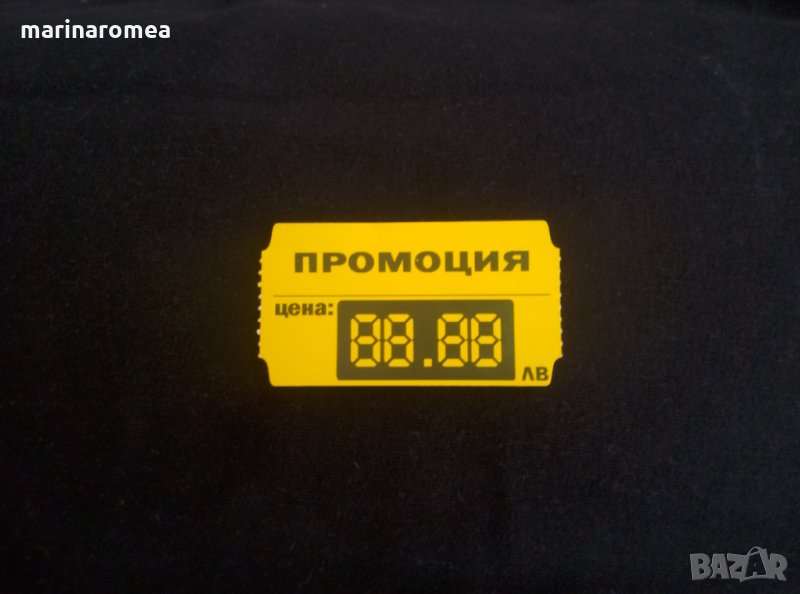 marinaromea
ПРОМОЦИЯ
цена:
88.88
лв
BAZAR